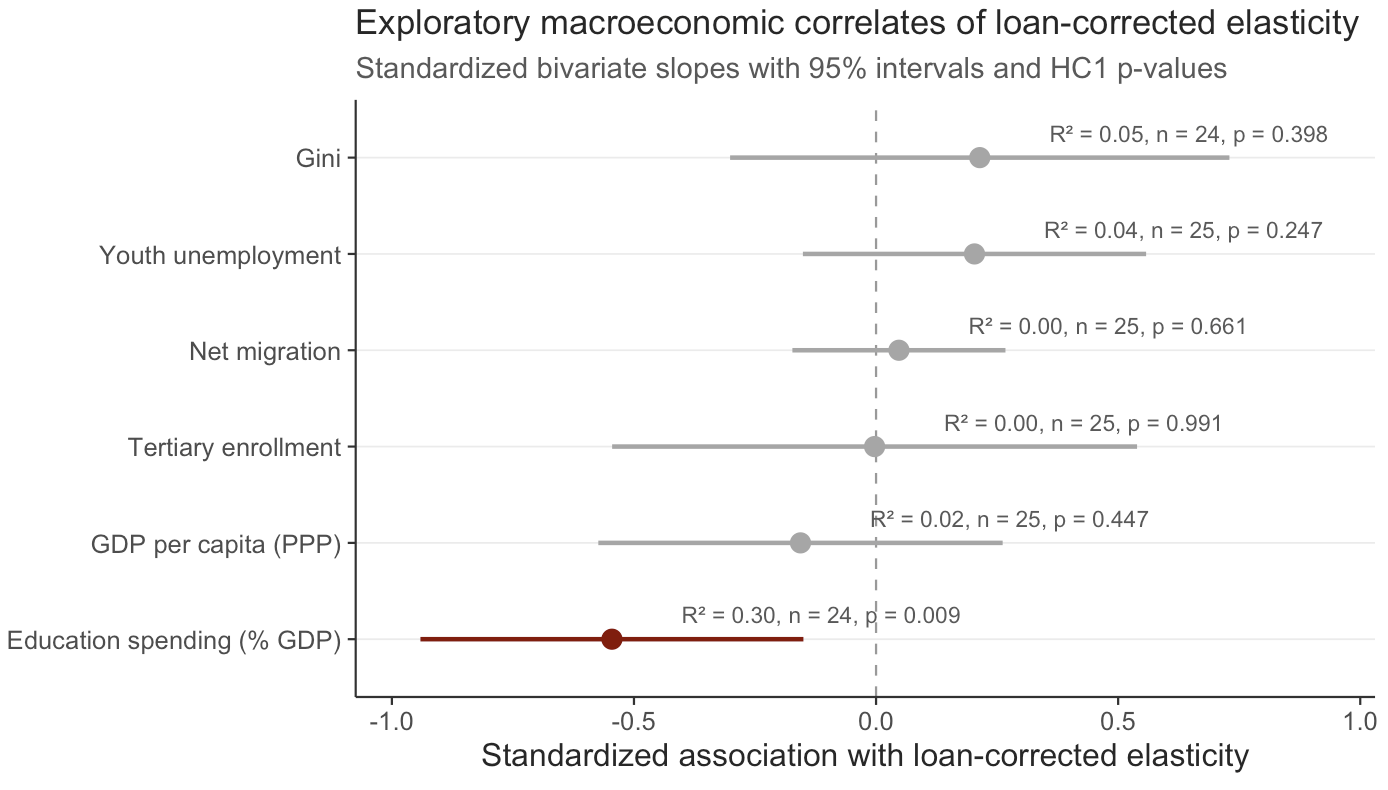 Exploratory macroeconomic correlates of loan-corrected elasticity
Standardized bivariate slopes with 95% intervals and HC1 p-values
R² = 0.05, n = 24, p = 0.398
Gini
R² = 0.04, n = 25, p = 0.247
Youth unemployment
R² = 0.00, n = 25, p = 0.661
Net migration
R² = 0.00, n = 25, p = 0.991
Tertiary enrollment
R² = 0.02, n = 25, p = 0.447
GDP per capita (PPP)
R² = 0.30, n = 24, p = 0.009
Education spending (% GDP)
-1.0 -0.5 0.0 0.5 1.0
Standardized association with loan-corrected elasticity